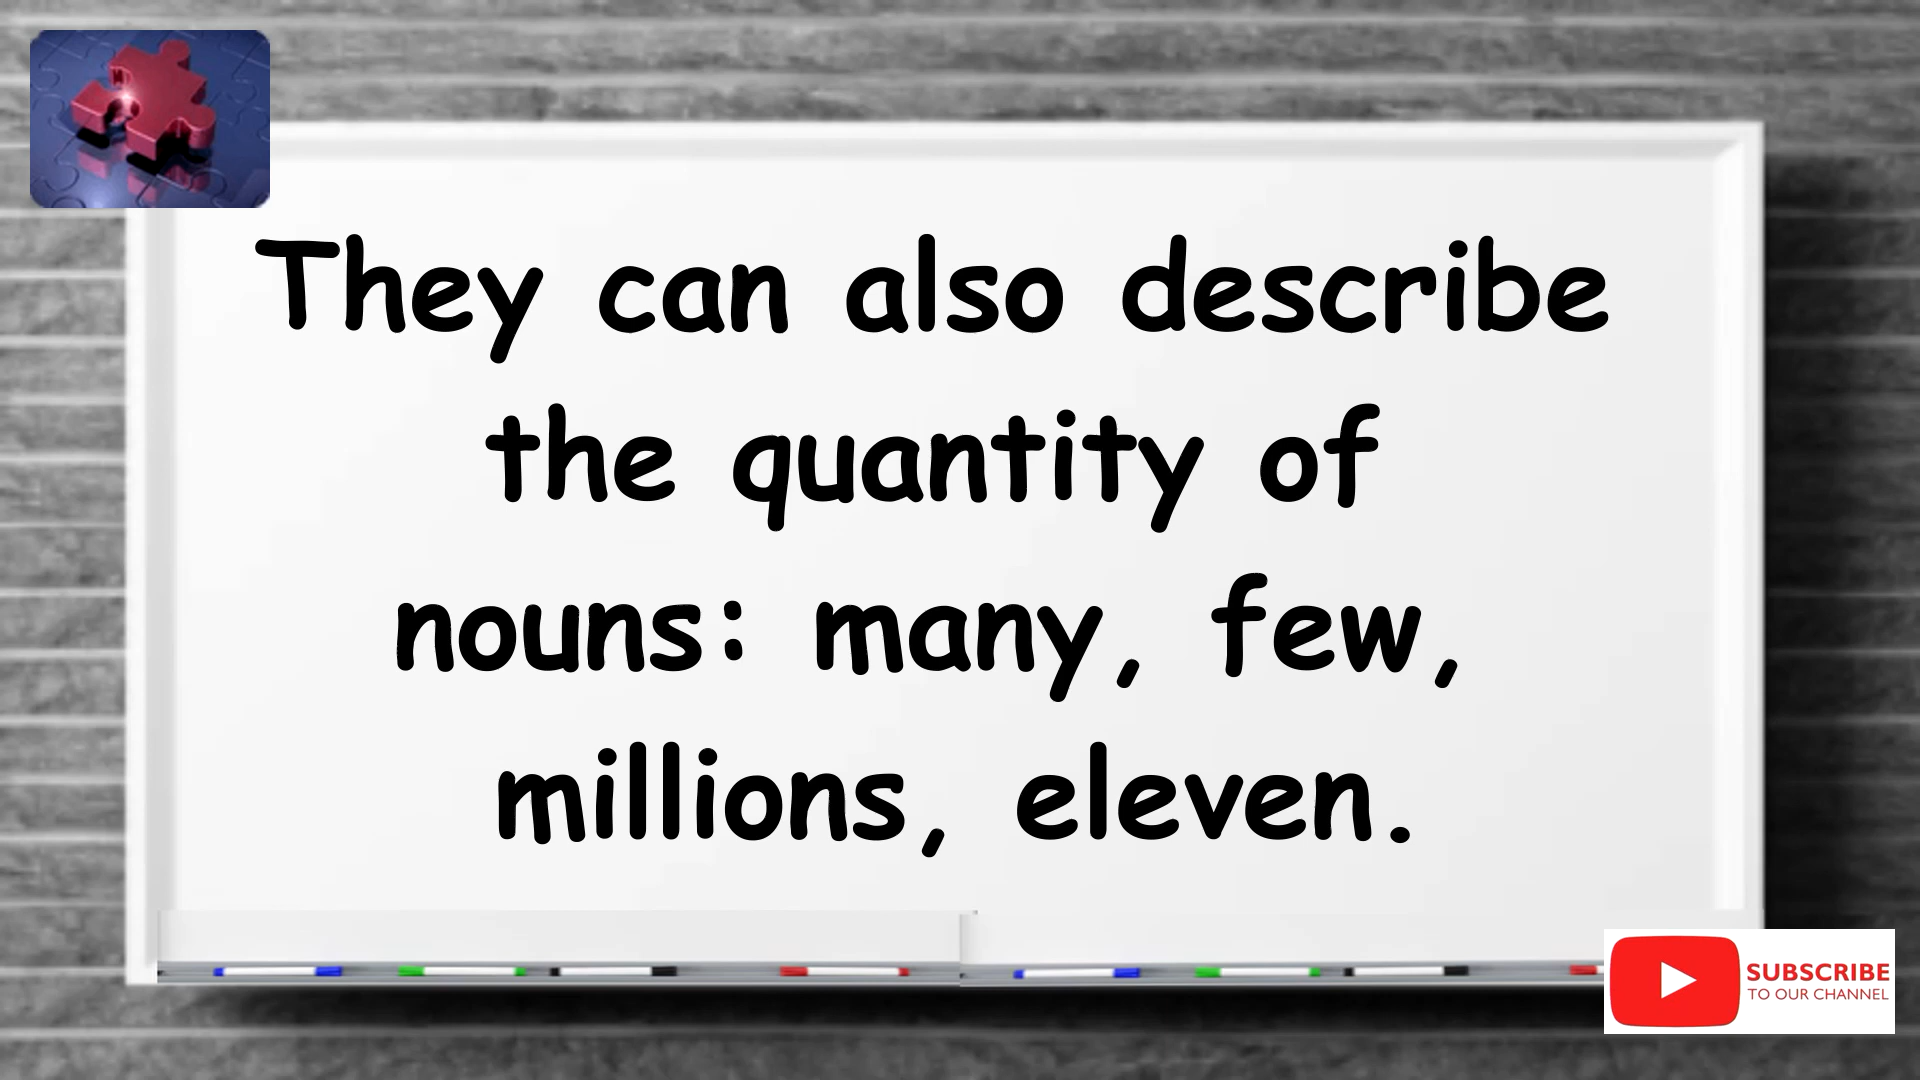 They can also describe
the quantity of
nouns: many, few,
millions, eleven.
SUBSCRIBE
TO OUR CHANNEL